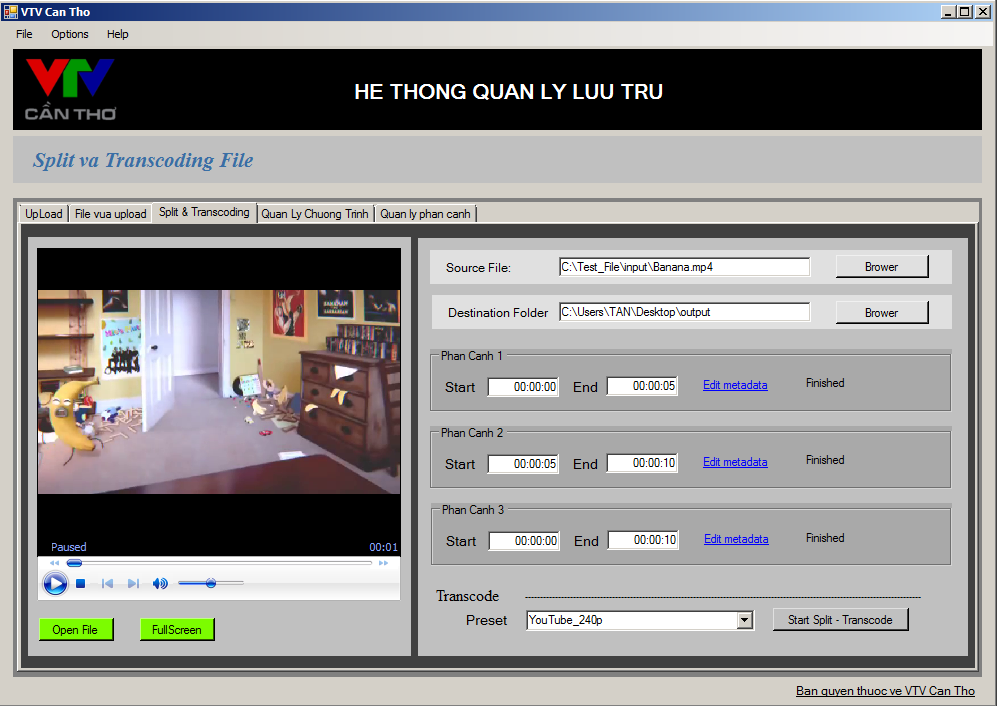 VTV Can Tho
File Options Help
VTV
CẦN THƠ
HE THONG QUAN LY LUU TRU
Split va Transcoding File
UpLoad File vua upload Split & Transcoding Quan Ly Chuong Trinh Quan ly phan canh
Paused 00:01
Open File FullScreen
Source File: C:\Test_File\input\Banana.mp4 Brower
Destination Folder C:\Users\TAN\Desktop\output Brower
Phan Canh 1
Start 00:00:00 End 00:00:05 Edit metadata Finished
Phan Canh 2
Start 00:00:05 End 00:00:10 Edit metadata Finished
Phan Canh 3
Start 00:00:00 End 00:00:10 Edit metadata Finished
Transcode
Preset YouTube_240p Start Split - Transcode
Ban quyen thuoc ve VTV Can Tho